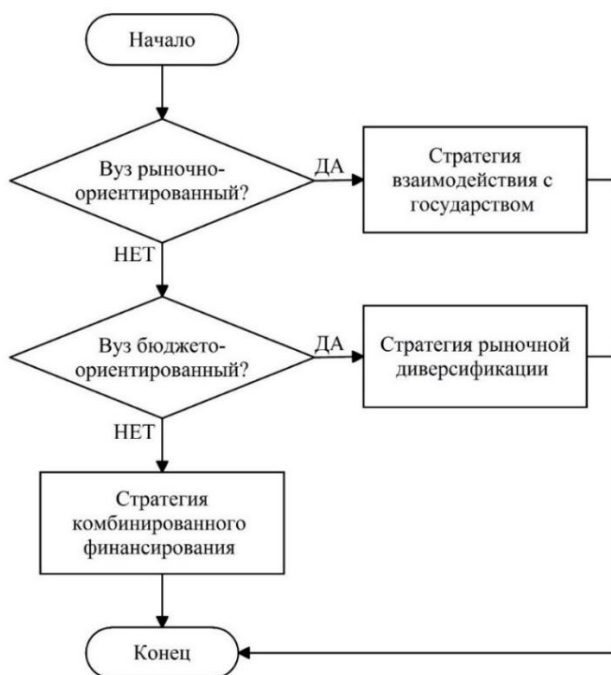 Начало
Вуз рыночно-
ориентированный?
ДА
Стратегия
взаимодействия с
государством
НЕТ
Вуз бюджето-
ориентированный?
ДА
Стратегия рыночной
диверсификации
НЕТ
Стратегия
комбинированного
финансирования
Конец